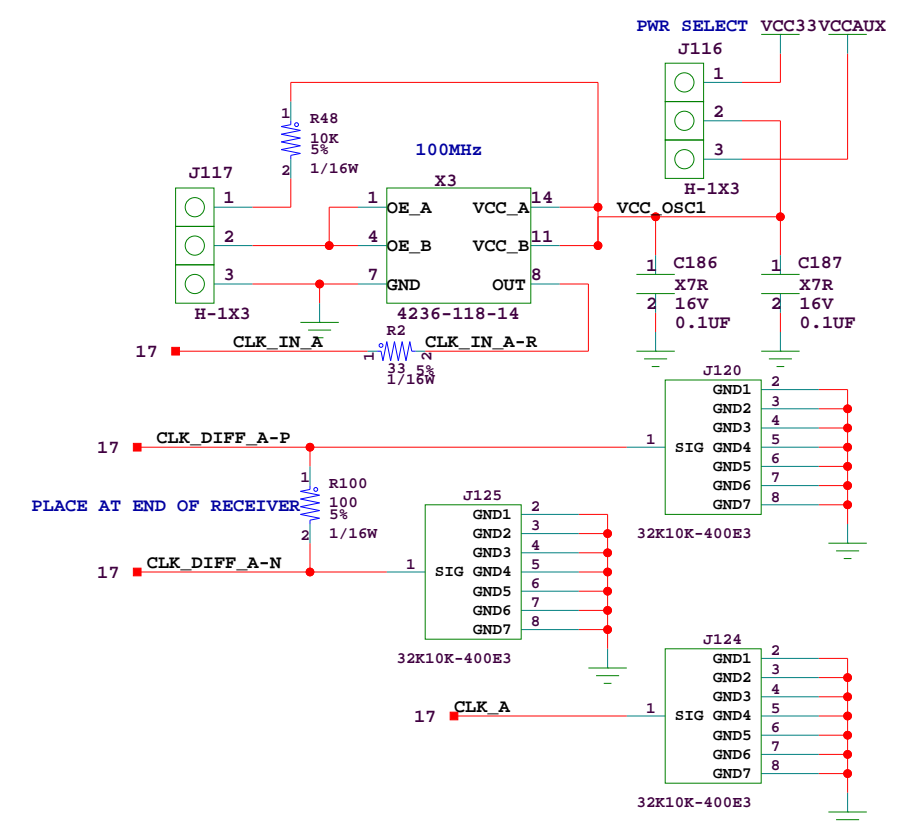 PWR SELECT VCC33VCCAUX
J116
1
2
3
H-1X3
1
R48
10K
5%
2 1/16W
J117
1
2
3
H-1X3
100MHz
X3
1 OE_A VCC_A 14
4 OE_B VCC_B 11
7 GND OUT 8
4236-118-14
VCC_OSC1
1 C186
X7R
2 16V
0.1UF
1 C187
X7R
2 16V
0.1UF
R2
17 CLK_IN_A 1 2 CLK_IN_A-R
33 5%
1/16W
J120
GND1 2
GND2 3
GND3 4
1 SIG GND4 5
GND5 6
GND6 7
GND7 8
32K10K-400E3
17 CLK_DIFF_A-P
1 R100
100
5%
2 1/16W
PLACE AT END OF RECEIVER
17 CLK_DIFF_A-N
J125
GND1 2
GND2 3
GND3 4
1 SIG GND4 5
GND5 6
GND6 7
GND7 8
32K10K-400E3
J124
GND1 2
GND2 3
GND3 4
17 CLK_A 1 SIG GND4 5
GND5 6
GND6 7
GND7 8
32K10K-400E3